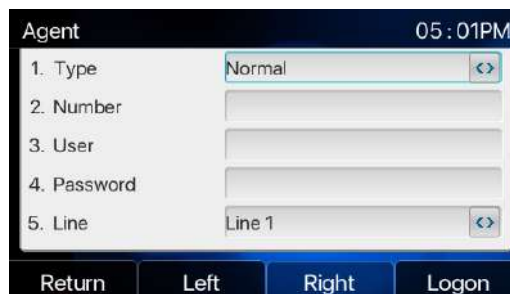 Agent 05:01PM
1. Type Normal
2. Number
3. User
4. Password
5. Line Line 1
Return Left Right Logon